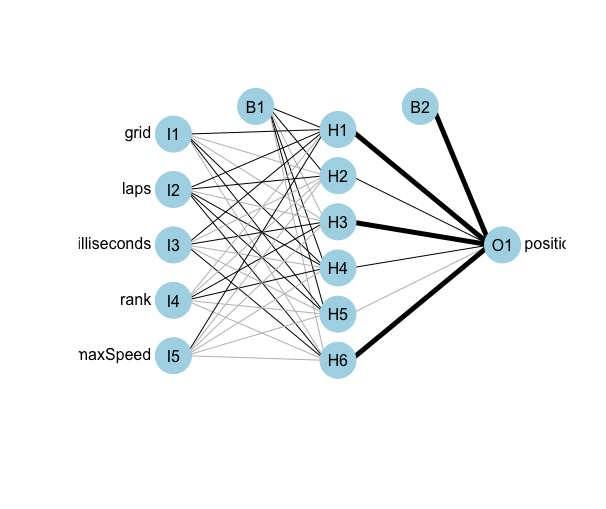 B1
B2
grid
I1
H1
laps
I2
H2
H3
illiseconds
I3
O1
positic
H4
rank
I4
H5
maxSpeed
I5
H6